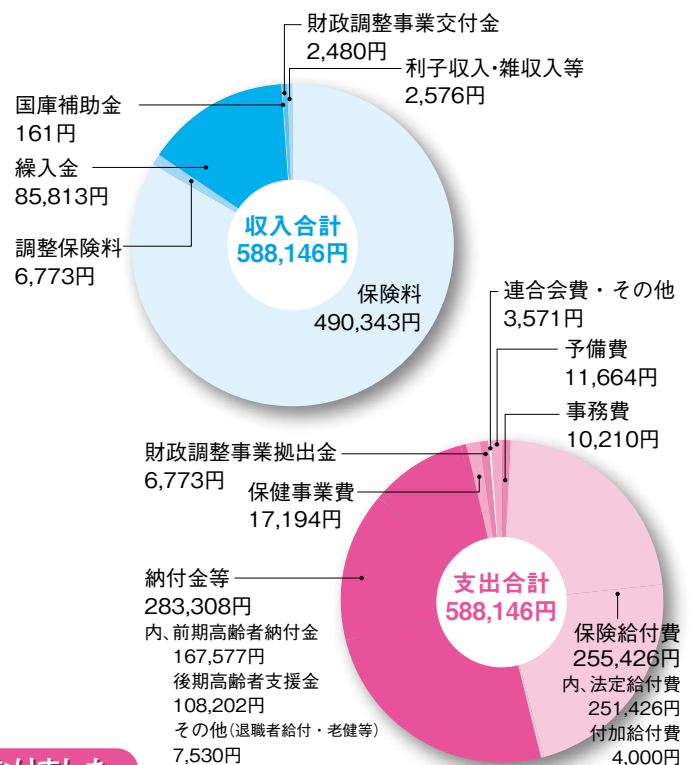 財政調整事業交付金
2,480円
利子収入・雑収入等
2,576円
国庫補助金
161円
繰入金
85,813円
調整保険料
6,773円
収入合計
588,146円
保険料
490,343円
連合会費・その他
3,571円
予備費
11,664円
事務費
10,210円
財政調整事業拠出金
6,773円
保健事業費
17,194円
納付金等
283,308円
内、前期高齢者納付金
167,577円
後期高齢者支援金
108,202円
その他(退職者給付・老健等)
7,530円
支出合計
588,146円
保険給付費
255,426円
内、法定給付費
251,426円
付加給付費
4,000円